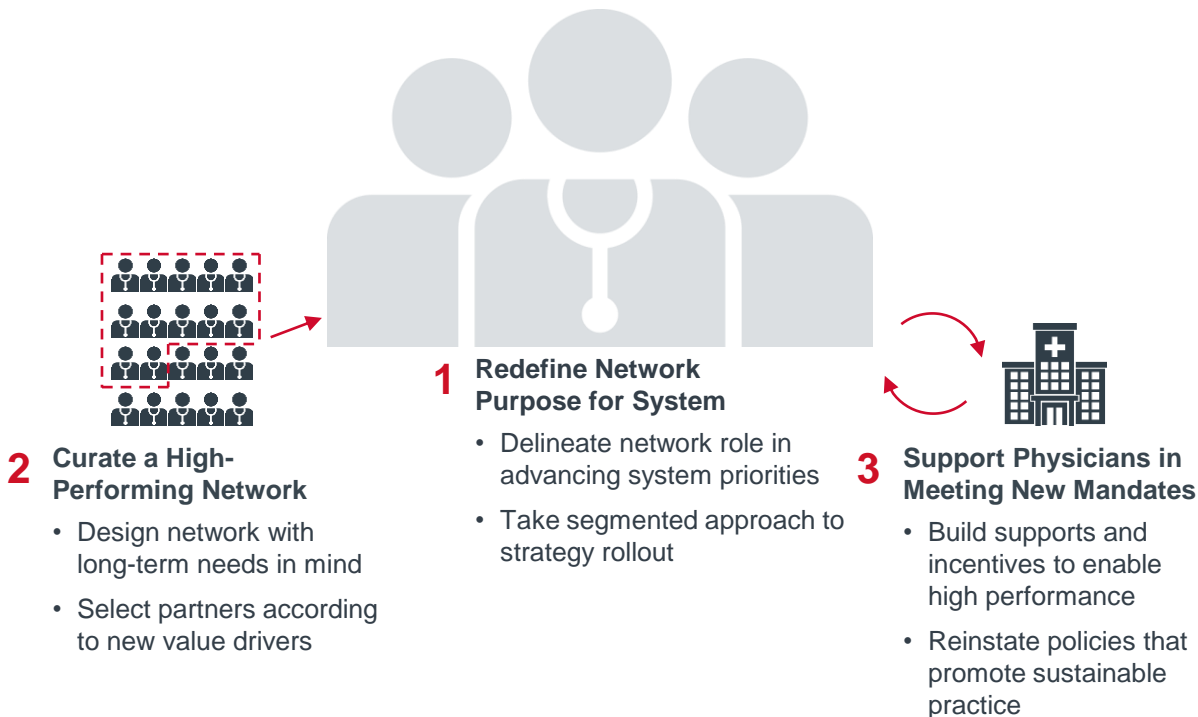 1
Redefine Network
Purpose for System
• Delineate network role in
advancing system priorities
• Take segmented approach to
strategy rollout
2
Curate a High-
Performing Network
• Design network with
long-term needs in mind
• Select partners according
to new value drivers
3
Support Physicians in
Meeting New Mandates
• Build supports and
incentives to enable
high performance
• Reinstate policies that
promote sustainable
practice